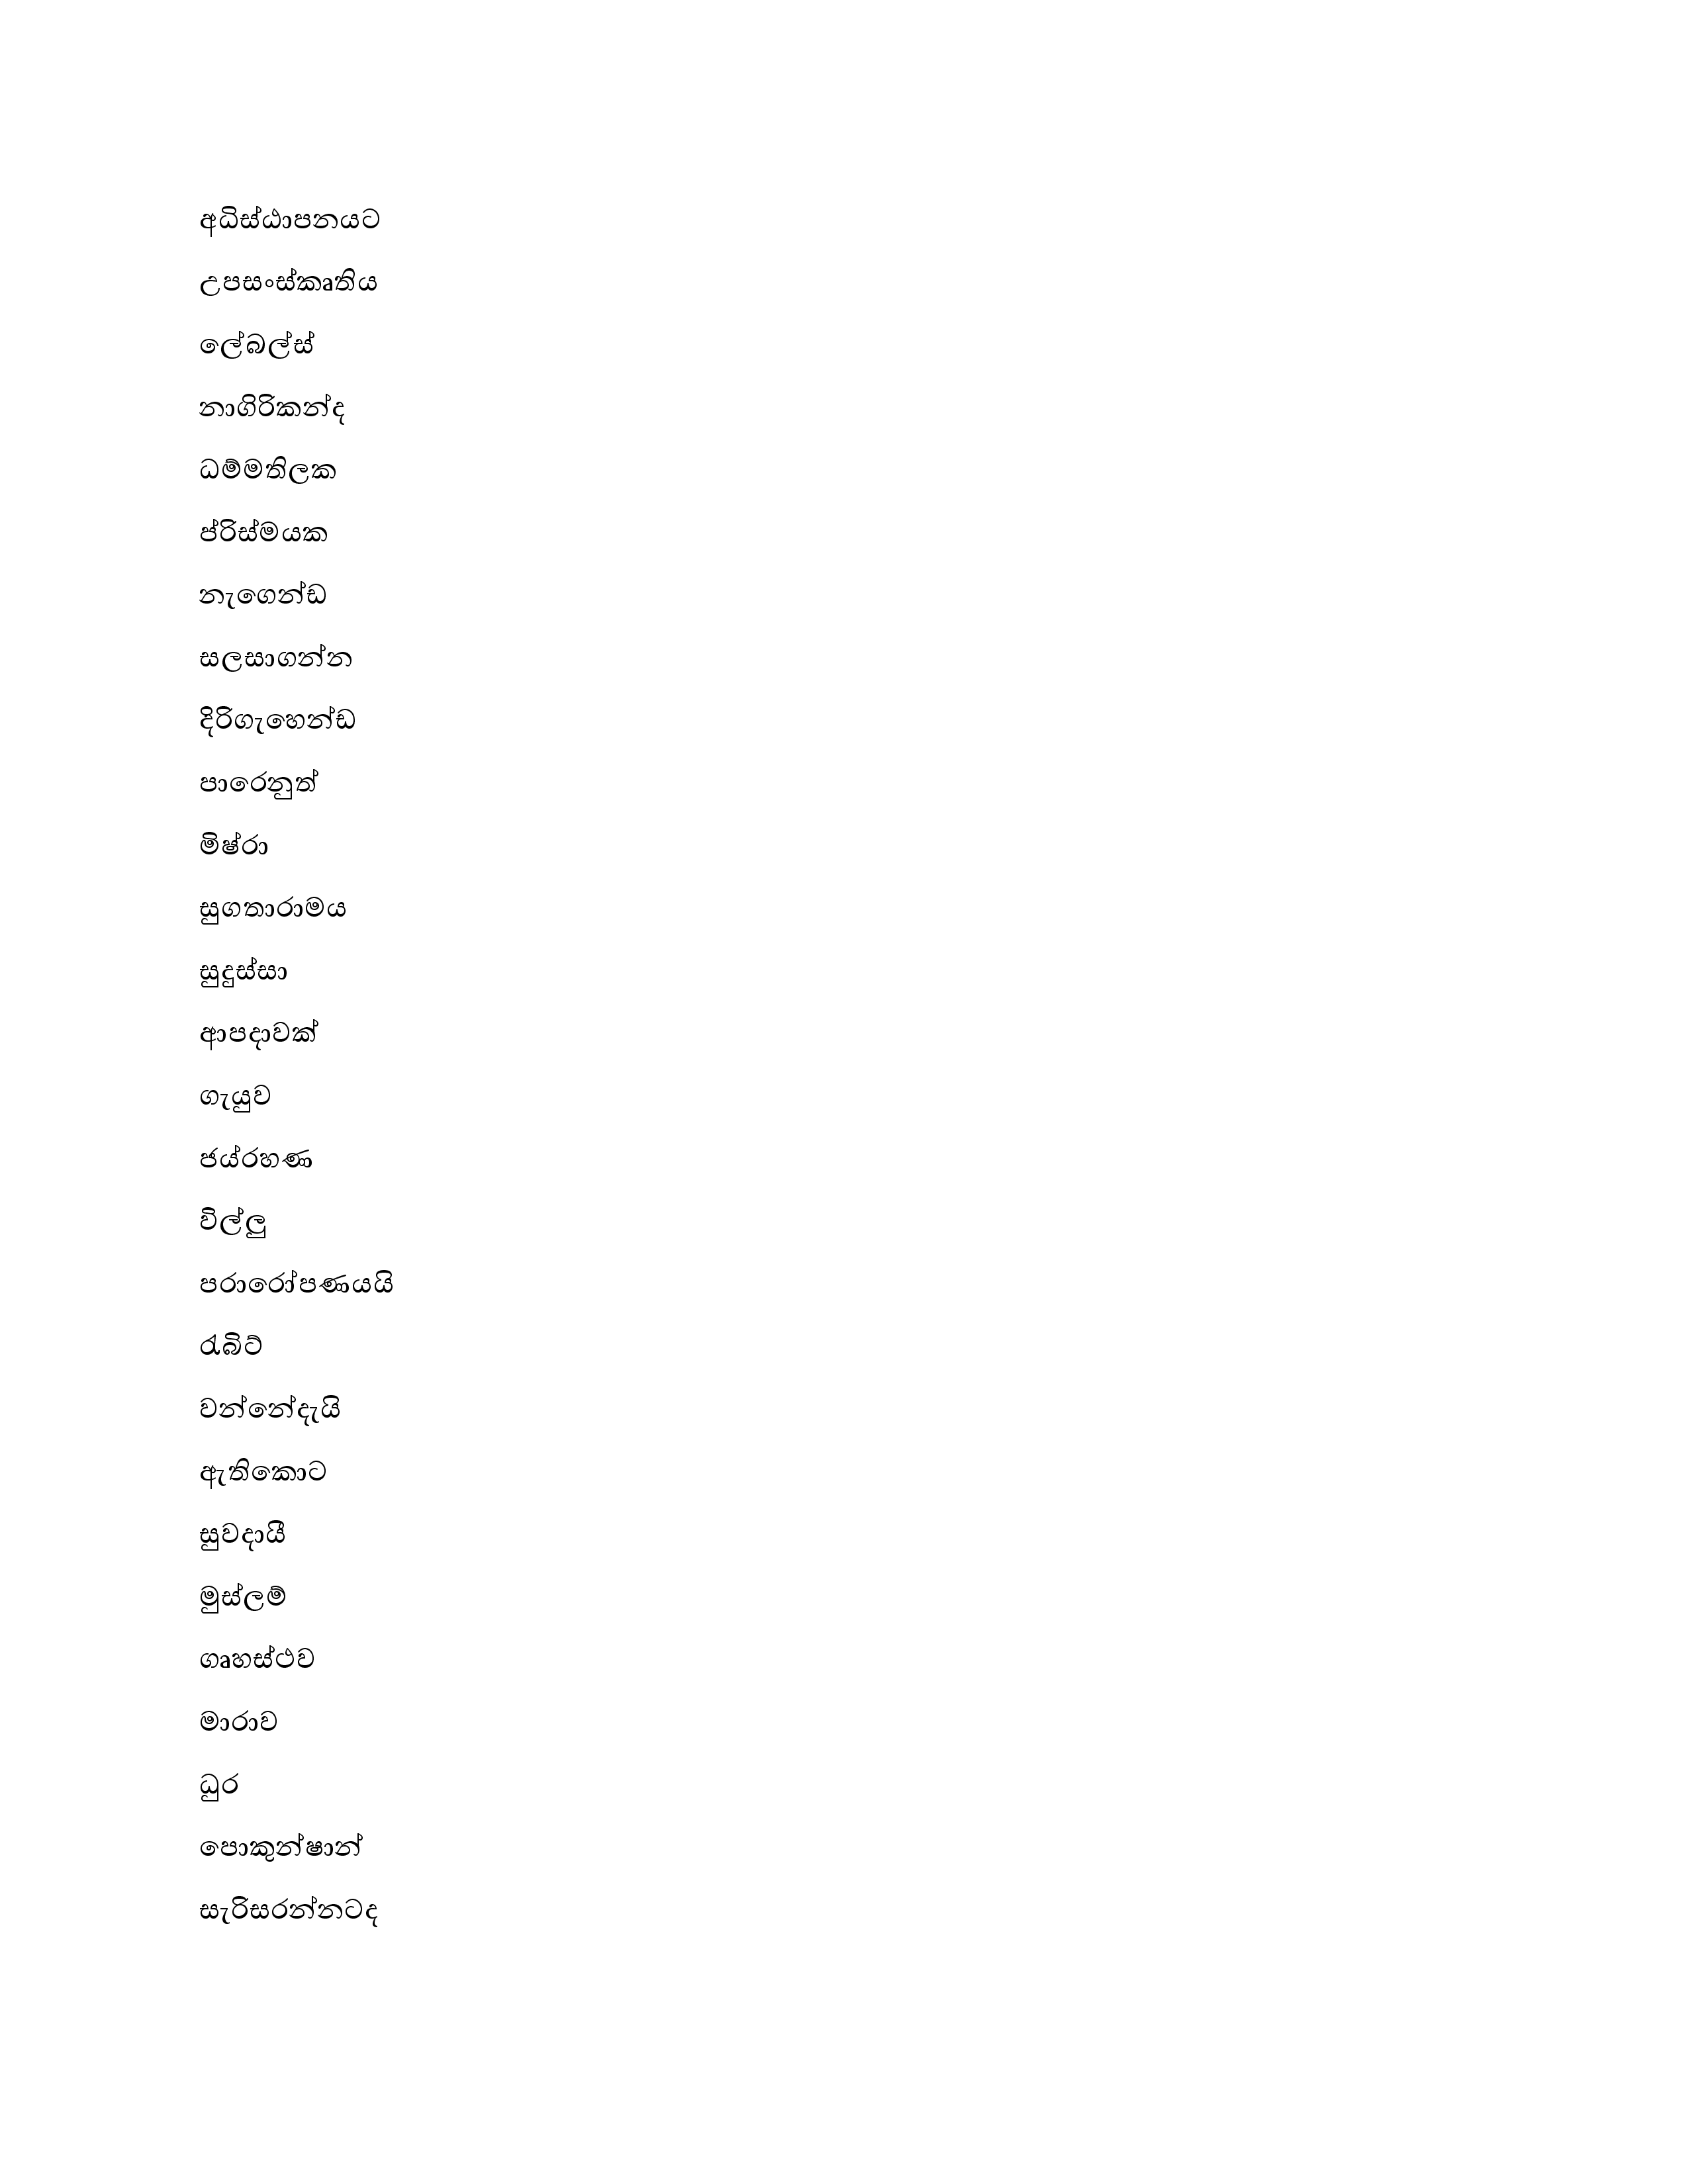 අධිස්ඨාපනයට
උපසංස්කෘතිය
ලේබල්ස්
නාගිරිකන්ද
ධම්මතිලක
ප්රිස්මයක
නැගෙන්ඩ
සලසාගන්න
දිරිගැහෙන්ඩ
පාරෙනුත්
මිෂ්රා
සුගතාරාමය
සුදුස්සා
ආපදාවක්
ගැයුව
ජය්රහණ
විල්ලු
පරාරෝපණයයි
රැබිට්
වන්නේදැයි
ඇතිකොට
සුවදායී
මුස්ලම්
ගෘහස්ථව
මාරාව
ධුර
පොකුන්ෂාන්
සැරිසරන්නටද